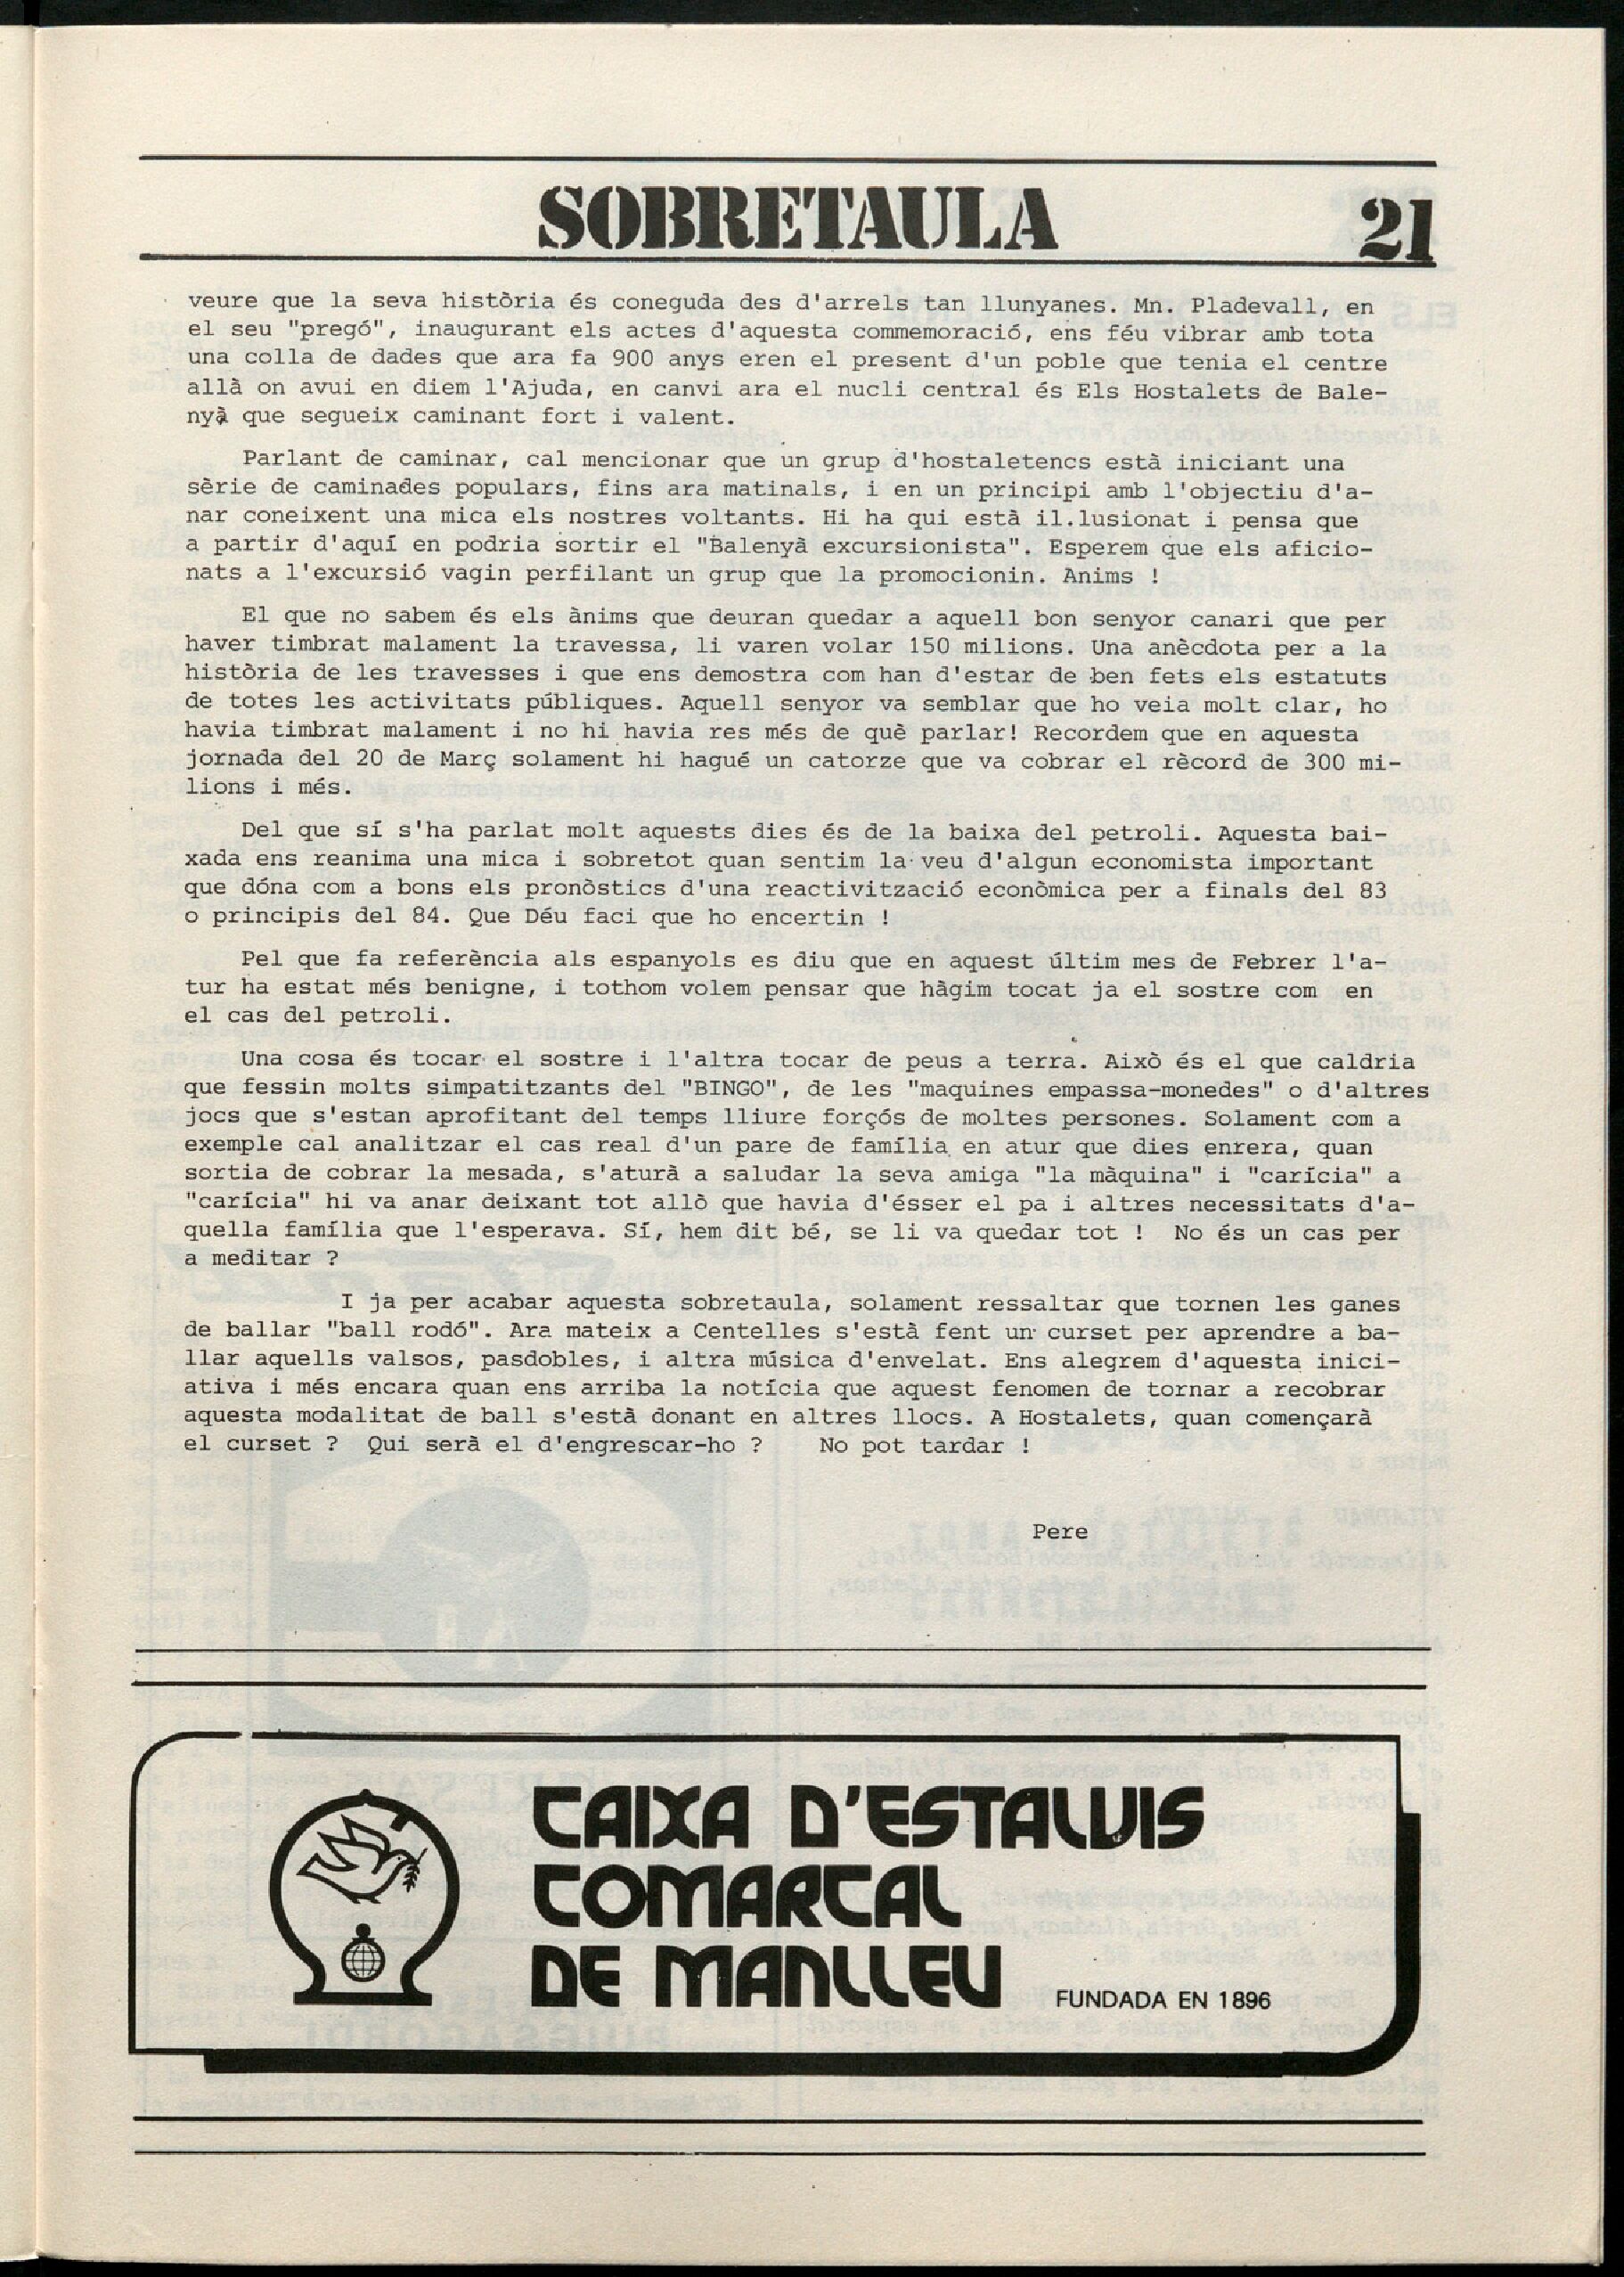 SOBRETAULA 21
veure que la seva història és coneguda des d'arrels tan llunyanes. Mn. Pladevall, en
el seu "pregó", inaugurant els actes d'aquesta commemoració, ens féu vibrar amb tota
una colla de dades que ara fa 900 anys eren el present d'un poble que tenia el centre
allà on avui en diem l'Ajuda, en canvi ara el nucli central és Els Hostalets de Bale-
nyà que segueix caminant fort i valent.
Parlant de caminar, cal mencionar que un grup d'hostaletencs està iniciant una
sèrie de caminades populars, fins ara matinals, i en un principi amb l'objectiu d'a-
nar coneixent una mica els nostres voltants. Hi ha qui està il.lusionat i pensa que
a partir d'aquí en podria sortir el "Balenyà excursionista". Esperem que els aficio-
nats a l'excursió vagin perfilant un grup que la promocionin. Anims !
El que no sabem és els ànims que deuran quedar a aquell bon senyor canari que per
haver timbrat malament la travessa, li varen volar 150 milions. Una anècdota per a la
història de les travesses i que ens demostra com han d'estar de ben fets els estatuts
de totes les activitats públiques. Aquell senyor va semblar que ho veia molt clar, ho
havia timbrat malament i no hi havia res més de què parlar! Recordem que en aquesta
jornada del 20 de Març solament hi hagué un catorze que va cobrar el rècord de 300 mi-
lions i més.
Del que sí s'ha parlat molt aquests dies és de la baixa del petroli. Aquesta bai-
xada ens reanima una mica i sobretot quan sentim la veu d'algun economista important
que dóna com a bons els pronòstics d'una reactivització econòmica per a finals del 83
o principis del 84. Que Déu faci que ho encertin !
Pel que fa referència als espanyols es diu que en aquest últim mes de Febrer l'a-
tur ha estat més benigne, i tothom volem pensar que hàgim tocat ja el sostre com en
el cas del petroli.
Una cosa és tocar el sostre i l'altra tocar de peus a terra. Això és el que caldria
que fessin molts simpatitzants del "BINGO", de les "maquines empassa-monedes" o d'altres
jocs que s'estan aprofitant del temps lliure forçós de moltes persones. Solament com a
exemple cal analitzar el cas real d'un pare de família en atur que dies enrera, quan
sortia de cobrar la mesada, s'aturà a saludar la seva amiga "la màquina" i "carícia" a
"carícia" hi va anar deixant tot allò que havia d'ésser el pa i altres necessitats d'a-
quella família que l'esperava. Sí, hem dit bé, se li va quedar tot ! No és un cas per
a meditar ?
I ja per acabar aquesta sobretaula, solament ressaltar que tornen les ganes
de ballar "ball rodó". Ara mateix a Centelles s'està fent un curset per aprendre a ba-
llar aquells valsos, pasdobles, i altra música d'envelat. Ens alegrem d'aquesta inici-
ativa i més encara quan ens arriba la notícia que aquest fenomen de tornar a recobrar
aquesta modalitat de ball s'està donant en altres llocs. A Hostalets, quan començarà
el curset ? Qui serà el d'engrescar-ho ? No pot tardar !
Pere
CAIXA D'ESTALVIS
COMARCAL
DE MANLLEU
FUNDADA EN 1896